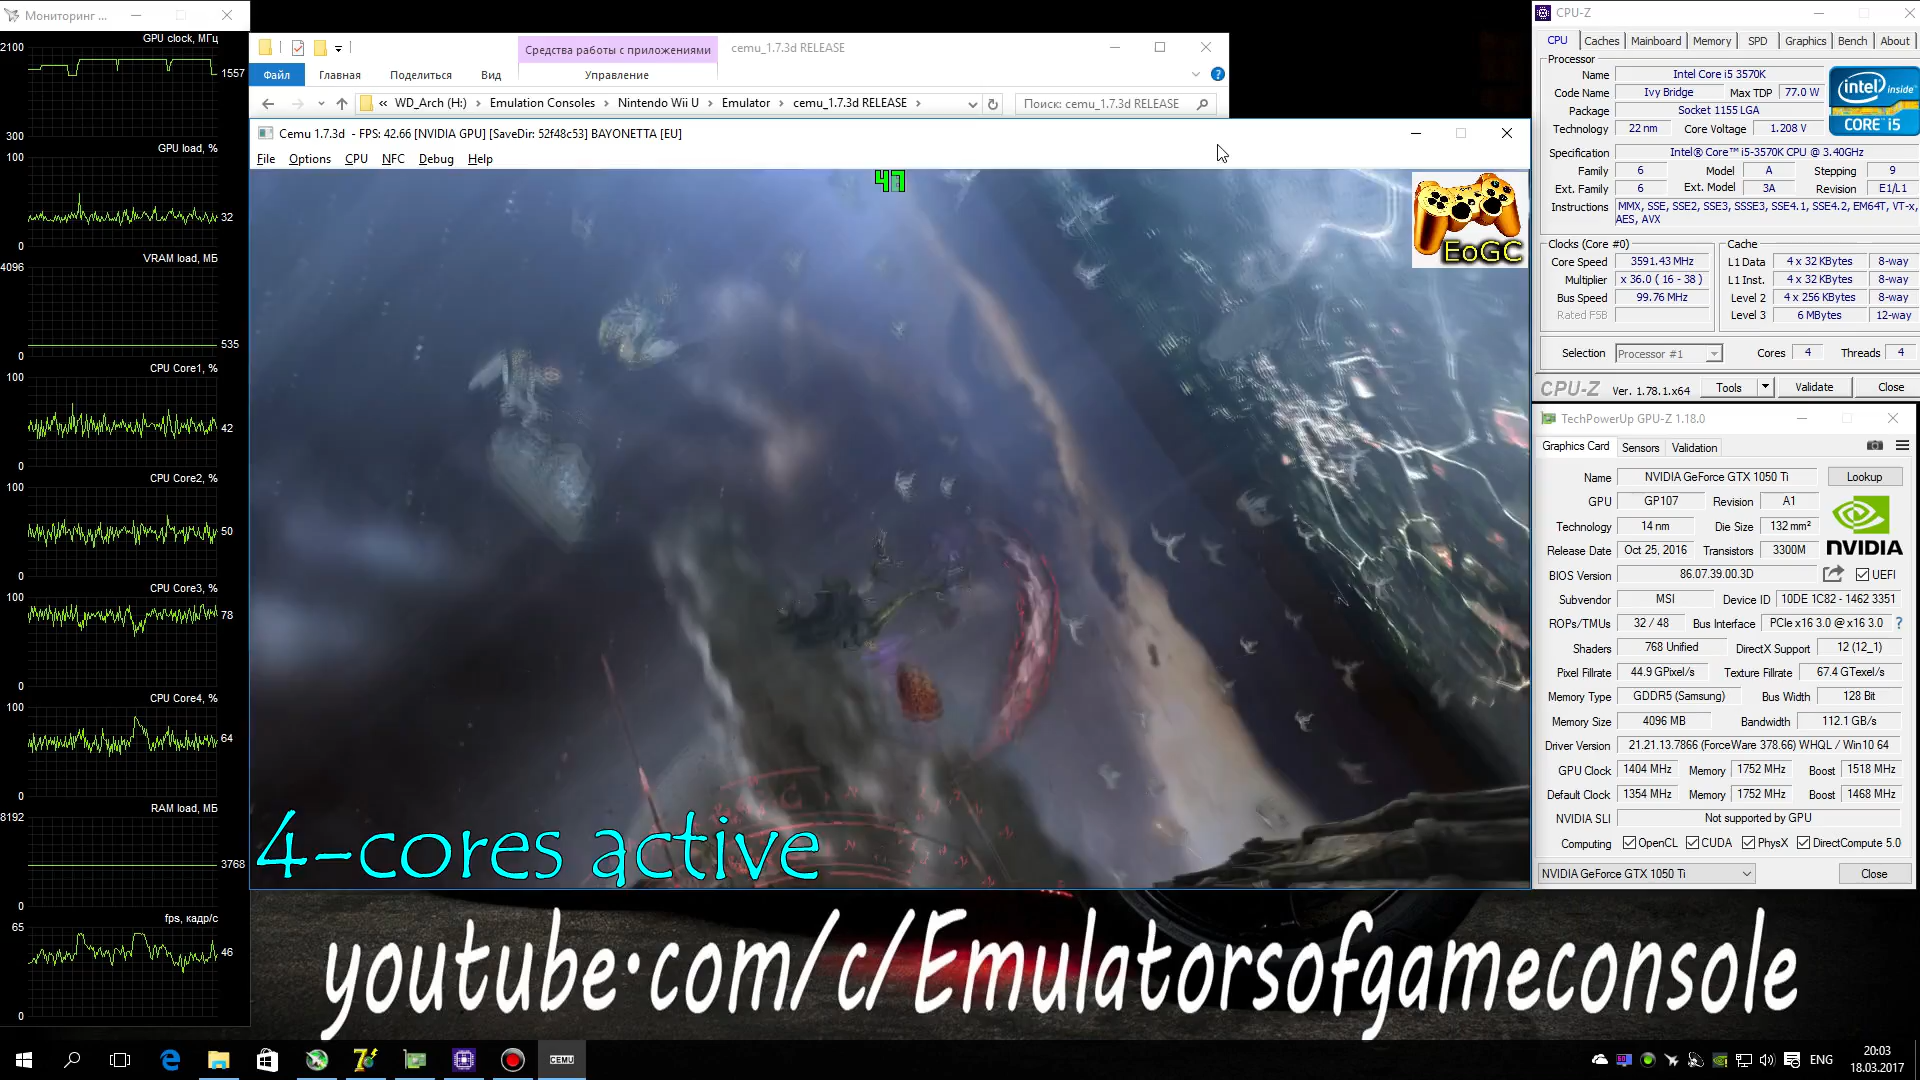 Мониторинг ...
GPU clock, МГц
2100
1557
300
GPU load, %
100
32
0
VRAM load, МБ
4096
535
0
CPU Core1, %
100
42
0
CPU Core2, %
100
50
0
CPU Core3, %
100
78
0
CPU Core4, %
100
64
0
RAM load, МБ
8192
3768
0
fps, кадр/с
65
46
0
Средства работы с приложениями
cemu_1.7.3d RELEASE
Файл Главная Поделиться Вид Управление
« WD_Arch (H:) Emulation Consoles Nintendo Wii U Emulator cemu_1.7.3d RELEASE
Поиск: cemu_1.7.3d RELEASE
Cemu 1.7.3d - FPS: 42.66 [NVIDIA GPU] [SaveDir: 52f48c53] BAYONETTA [EU]
File Options CPU NFC Debug Help
47
EoGC
4-cores active
youtube.com/c/Emulatorsofgameconsole
CPU-Z
CPU Caches Mainboard Memory SPD Graphics Bench About
Processor
Name Intel Core i5 3570K
Code Name Ivy Bridge Max TDP 77.0 W
Package Socket 1155 LGA
Technology 22 nm Core Voltage 1.208 V
intel inside™
CORE i5
Specification Intel® Core™ i5-3570K CPU @ 3.40GHz
Family 6 Model A Stepping 9
Ext. Family 6 Ext. Model 3A Revision E1/L1
Instructions MMX, SSE, SSE2, SSE3, SSSE3, SSE4.1, SSE4.2, EM64T, VT-x,
AES, AVX
Clocks (Core #0) Cache
Core Speed 3591.43 MHz L1 Data 4 x 32 KBytes 8-way
Multiplier x 36.0 ( 16 - 38 ) L1 Inst. 4 x 32 KBytes 8-way
Bus Speed 99.76 MHz Level 2 4 x 256 KBytes 8-way
Rated FSB Level 3 6 MBytes 12-way
Selection Processor #1 Cores 4 Threads 4
CPU-Z Ver. 1.78.1.x64 Tools Validate Close
TechPowerUp GPU-Z 1.18.0
Graphics Card Sensors Validation
Name NVIDIA GeForce GTX 1050 Ti Lookup
GPU GP107 Revision A1
Technology 14 nm Die Size 132 mm²
Release Date Oct 25, 2016 Transistors 3300M
NVIDIA
BIOS Version 86.07.39.00.3D UEFI
Subvendor MSI Device ID 10DE 1C82 - 1462 3351
ROPs/TMUs 32 / 48 Bus Interface PCIe x16 3.0 @ x16 3.0 ?
Shaders 768 Unified DirectX Support 12 (12_1)
Pixel Fillrate 44.9 GPixel/s Texture Fillrate 67.4 GTexel/s
Memory Type GDDR5 (Samsung) Bus Width 128 Bit
Memory Size 4096 MB Bandwidth 112.1 GB/s
Driver Version 21.21.13.7866 (ForceWare 378.66) WHQL / Win10 64
GPU Clock 1404 MHz Memory 1752 MHz Boost 1518 MHz
Default Clock 1354 MHz Memory 1752 MHz Boost 1468 MHz
NVIDIA SLI Not supported by GPU
Computing OpenCL CUDA PhysX DirectCompute 5.0
NVIDIA GeForce GTX 1050 Ti Close
CEMU
ENG
20:03
18.03.2017